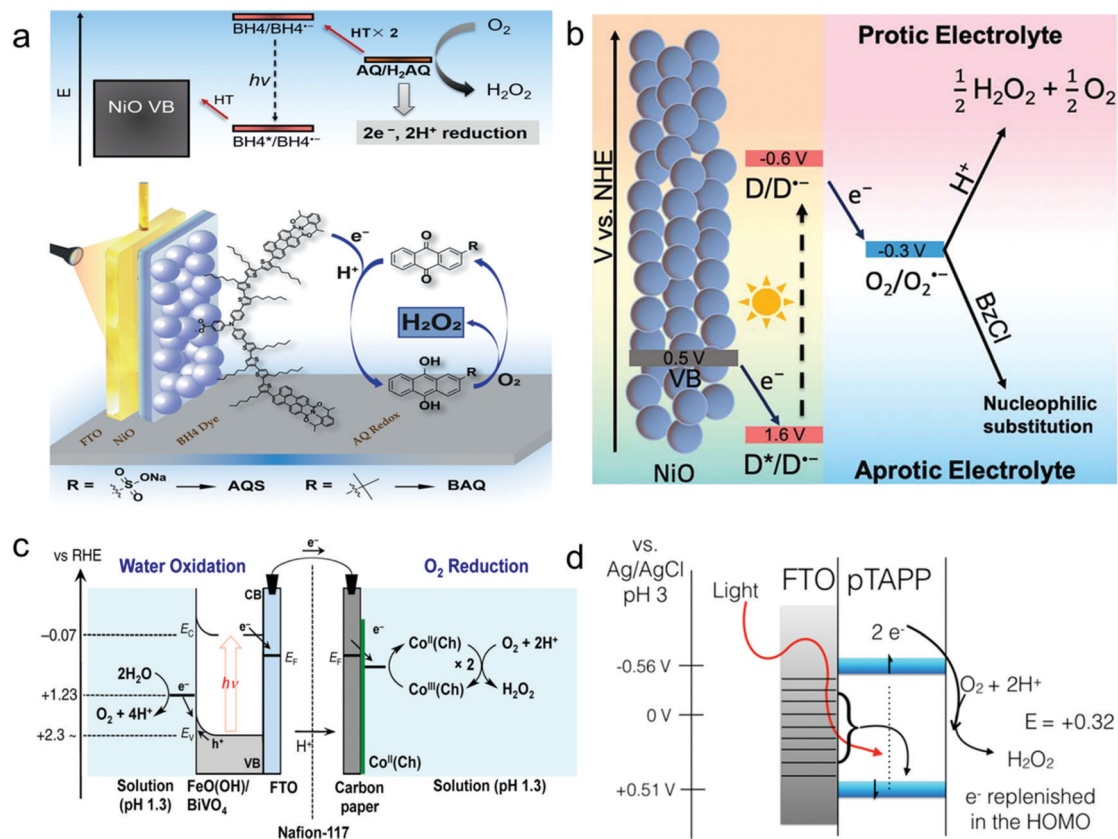 a
E
BH4/BH4•−
HT × 2
O2
AQ/H2AQ
hν
H2O2
NiO VB
HT
BH4*/BH4•−
2e−, 2H+ reduction
e−
H+
O
O
R
H2O2
OH
R
OH
O2
FTO
NiO
BH4 Dye
AQ Redox
R =
ONa
S
O
O
AQS
R =
BAQ
b
Protic Electrolyte
V vs. NHE
½ H2O2 + ½ O2
-0.6 V
D/D•−
e−
H+
-0.3 V
O2/O2•−
BzCl
0.5 V
VB
e−
Nucleophilic
substitution
1.6 V
NiO
D*/D•−
Aprotic Electrolyte
c
e−
vs RHE
Water Oxidation
O2 Reduction
CB
−0.07
EC
e−
EF
hν
2H2O
+1.23
e−
O2 + 4H+
EV
+2.3 ~
h+
VB
H+
e−
EF
CoII(Ch)
O2 + 2H+
× 2
CoIII(Ch)
H2O2
CoII(Ch)
Solution
(pH 1.3)
FeO(OH)/
BiVO4
FTO
Carbon
paper
Solution (pH 1.3)
Nafion-117
d
vs.
Ag/AgCl
pH 3
FTO
pTAPP
Light
2 e-
-0.56 V
O2 + 2H+
0 V
E = +0.32
H2O2
+0.51 V
e- replenished
in the HOMO